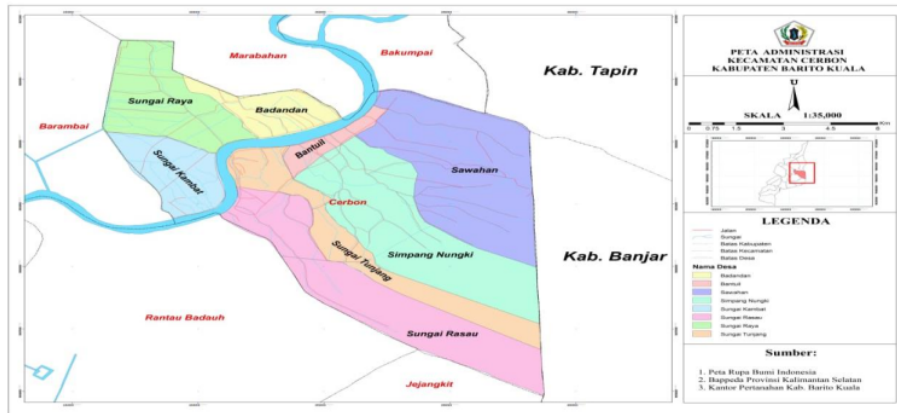 Marabahan
Bakumpai
Kab. Tapin
Sungai Raya
Badandan
Barambai
Bantuil
Sungai Kambat
Sawahan
Cerbon
Sungai Tunjang
Simpang Nungki
Kab. Banjar
Rantau Badauh
Sungai Rasau
Jejangkit
PETA ADMINISTRASI
KECAMATAN CERBON
KABUPATEN BARITO KUALA
U
SKALA 1:35,000
0 0.75 1.5 3 4.5 6
Km
LEGENDA
Jalan
Sungai
Batas Kabupaten
Batas Kecamatan
Batas Desa
Nama Desa
Badandan
Bantuil
Sawahan
Simpang Nungki
Sungai Kambat
Sungai Rasau
Sungai Raya
Sungai Tunjang
Sumber:
1. Peta Rupa Bumi Indonesia
2. Bappeda Provinsi Kalimantan Selatan
3. Kantor Pertanahan Kab. Barito Kuala